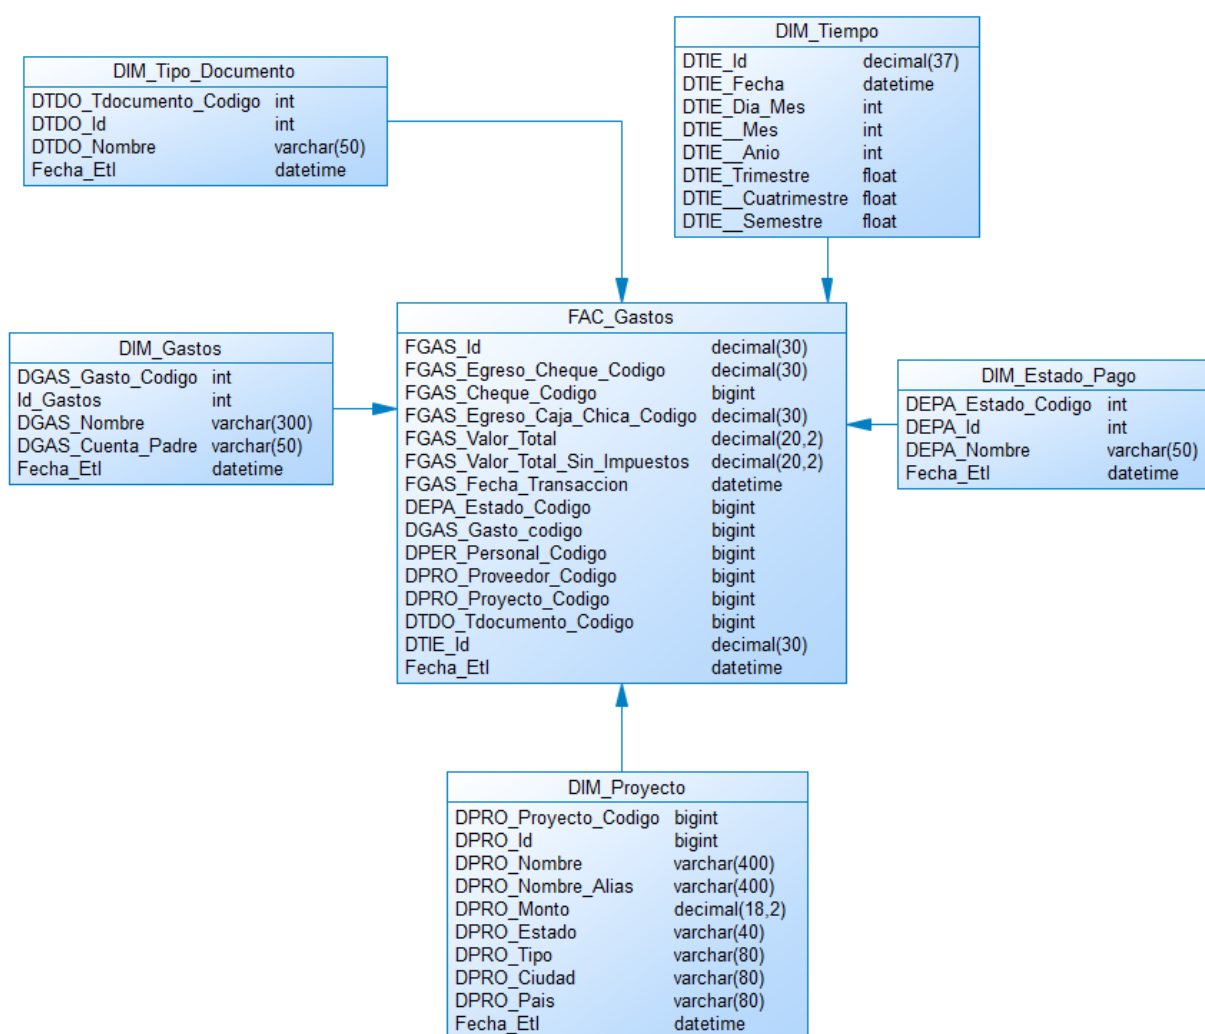 DIM_Tipo_Documento
DTDO_Tdocumento_Codigo int
DTDO_Id int
DTDO_Nombre varchar(50)
Fecha_Etl datetime
DIM_Tiempo
DTIE_Id decimal(37)
DTIE_Fecha datetime
DTIE_Dia_Mes int
DTIE__Mes int
DTIE__Anio int
DTIE_Trimestre float
DTIE__Cuatrimestre float
DTIE__Semestre float
DIM_Gastos
DGAS_Gasto_Codigo int
Id_Gastos int
DGAS_Nombre varchar(300)
DGAS_Cuenta_Padre varchar(50)
Fecha_Etl datetime
FAC_Gastos
FGAS_Id decimal(30)
FGAS_Egreso_Cheque_Codigo decimal(30)
FGAS_Cheque_Codigo bigint
FGAS_Egreso_Caja_Chica_Codigo decimal(30)
FGAS_Valor_Total decimal(20,2)
FGAS_Valor_Total_Sin_Impuestos decimal(20,2)
FGAS_Fecha_Transaccion datetime
DEPA_Estado_Codigo bigint
DGAS_Gasto_codigo bigint
DPER_Personal_Codigo bigint
DPRO_Proveedor_Codigo bigint
DPRO_Proyecto_Codigo bigint
DTDO_Tdocumento_Codigo bigint
DTIE_Id decimal(30)
Fecha_Etl datetime
DIM_Estado_Pago
DEPA_Estado_Codigo int
DEPA_Id int
DEPA_Nombre varchar(50)
Fecha_Etl datetime
DIM_Proyecto
DPRO_Proyecto_Codigo bigint
DPRO_Id bigint
DPRO_Nombre varchar(400)
DPRO_Nombre_Alias varchar(400)
DPRO_Monto decimal(18,2)
DPRO_Estado varchar(40)
DPRO_Tipo varchar(80)
DPRO_Ciudad varchar(80)
DPRO_Pais varchar(80)
Fecha_Etl datetime